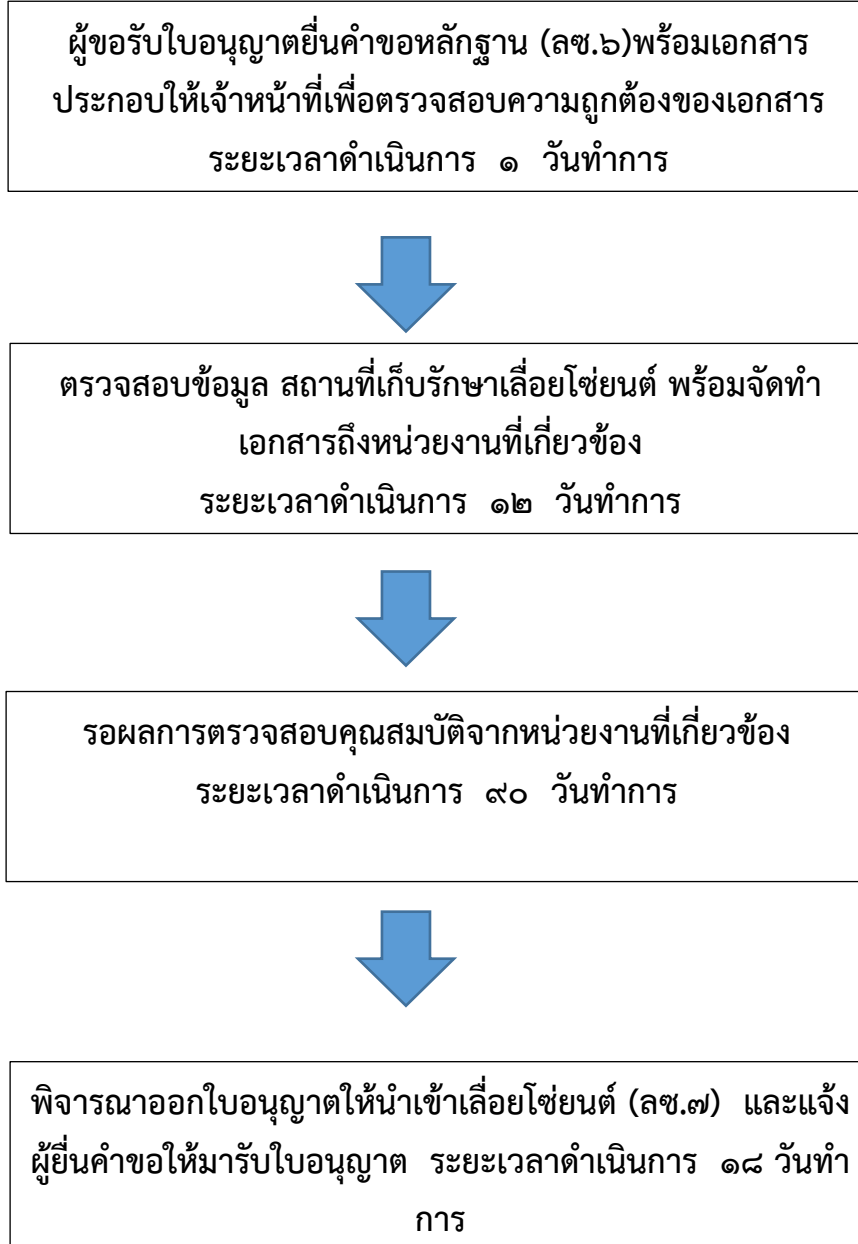 ผู้ขอรับใบอนุญาตยื่นคำขอหลักฐาน (ลซ.๖)พร้อมเอกสาร
ประกอบให้เจ้าหน้าที่เพื่อตรวจสอบความถูกต้องของเอกสาร
ระยะเวลาดำเนินการ ๑ วันทำการ
ตรวจสอบข้อมูล สถานที่เก็บรักษาเลื่อยโซ่ยนต์ พร้อมจัดทำ
เอกสารถึงหน่วยงานที่เกี่ยวข้อง
ระยะเวลาดำเนินการ ๑๒ วันทำการ
รอผลการตรวจสอบคุณสมบัติจากหน่วยงานที่เกี่ยวข้อง
ระยะเวลาดำเนินการ ๙๐ วันทำการ
พิจารณาออกใบอนุญาตให้นำเข้าเลื่อยโซ่ยนต์ (ลซ.๗) และแจ้ง
ผู้ยื่นคำขอให้มารับใบอนุญาต ระยะเวลาดำเนินการ ๑๘ วันทำ
การ